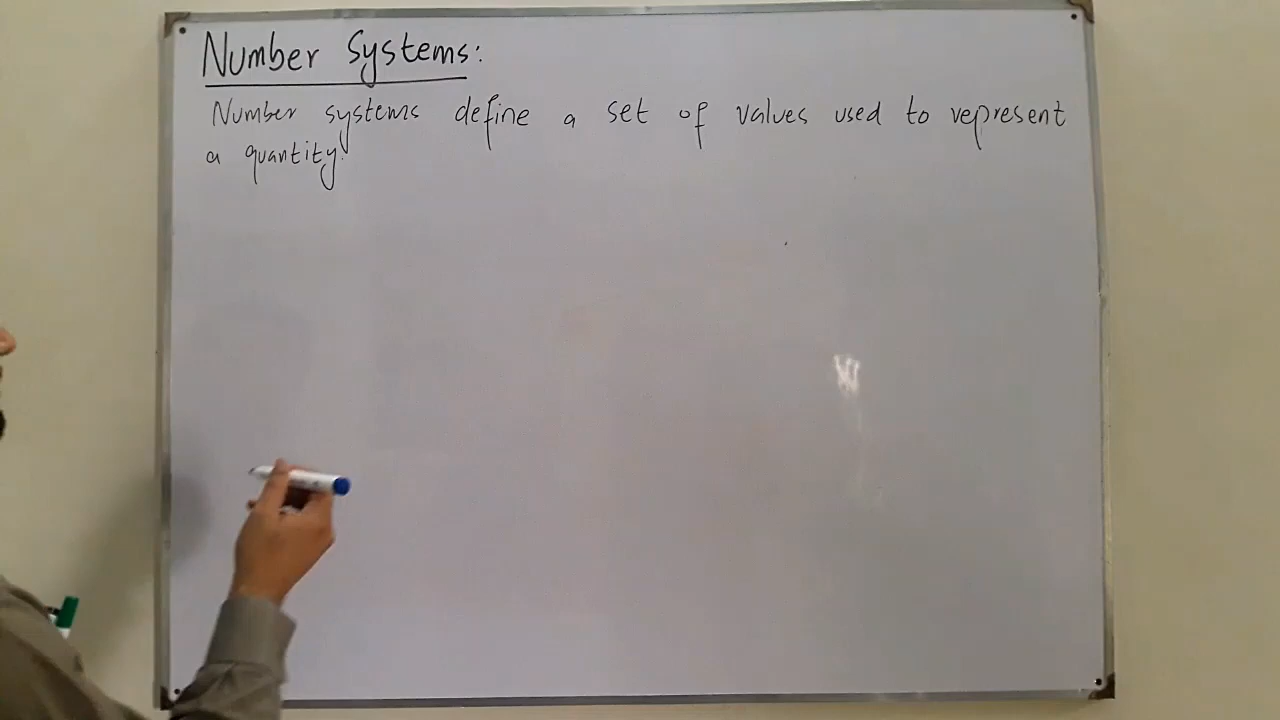 Number Systems:
Number systems define a set of values used to represent
a quantity.